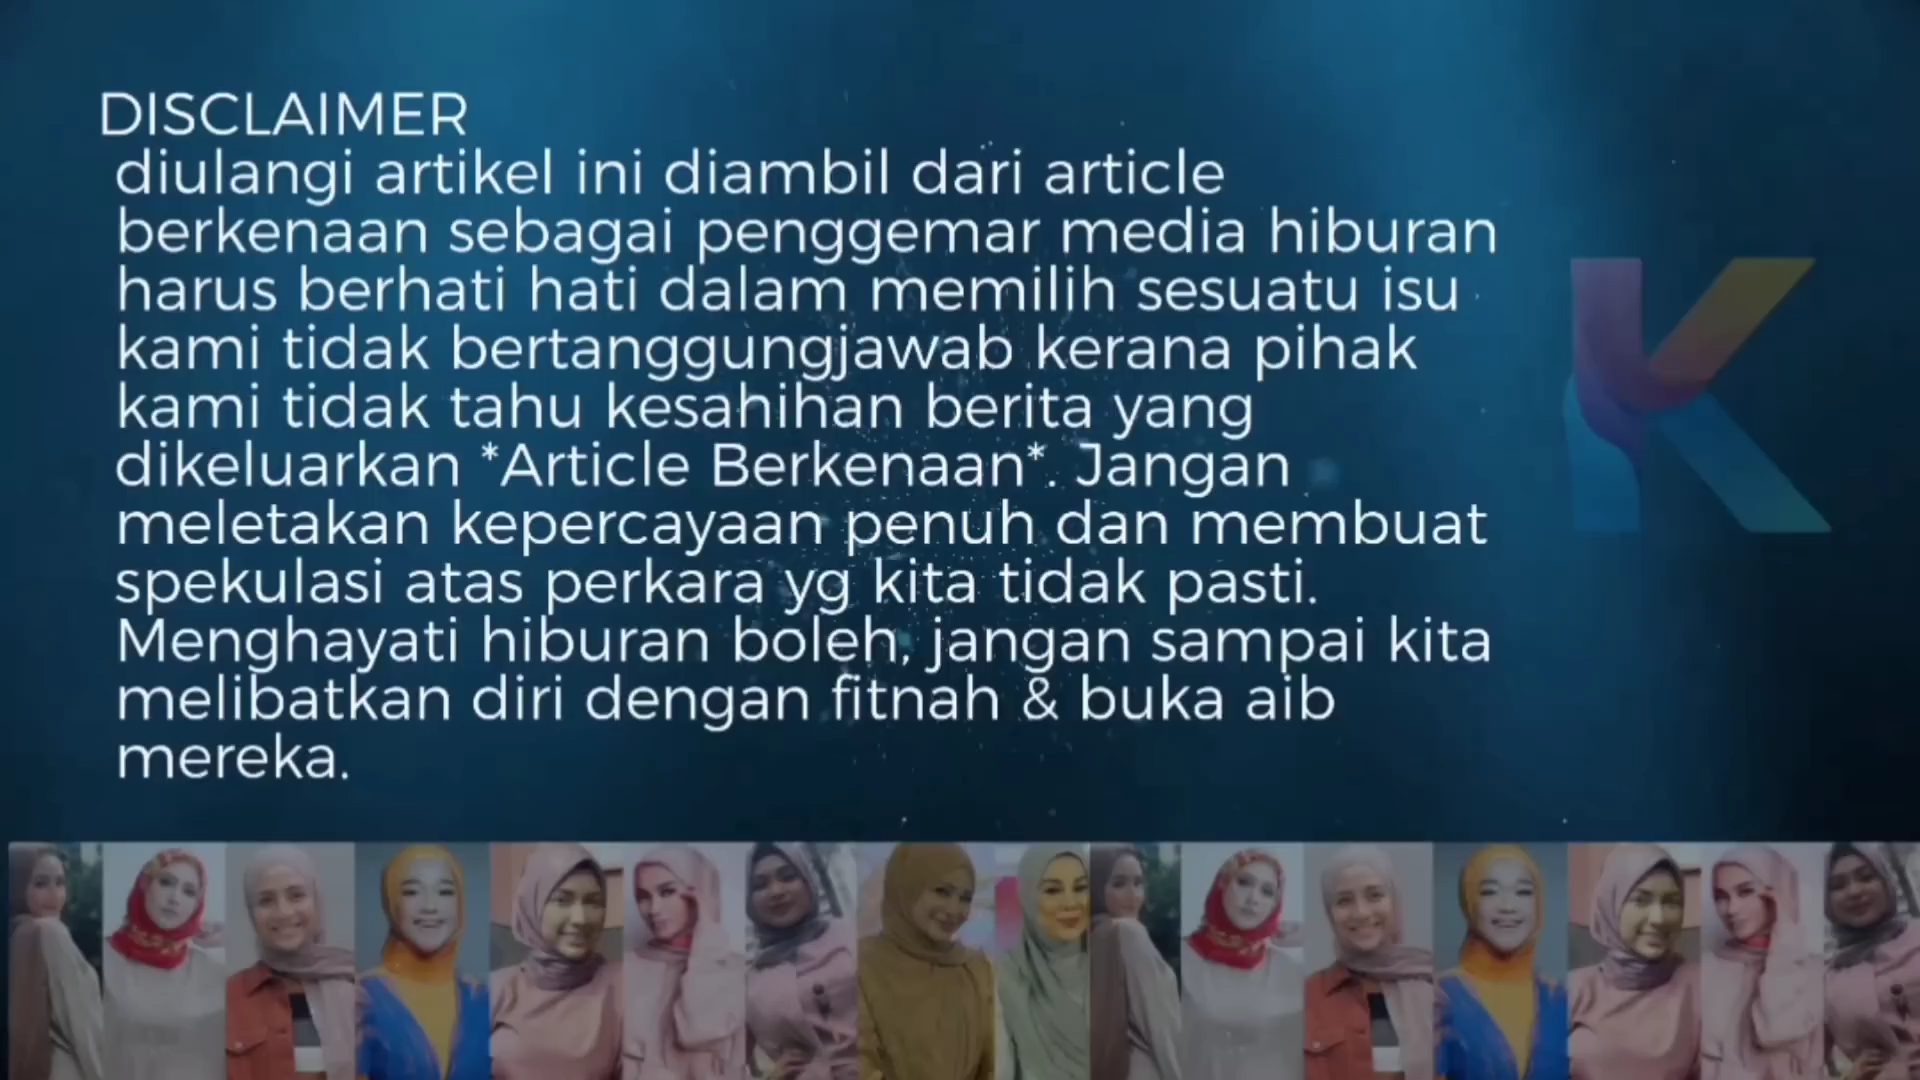 DISCLAIMER
diulangi artikel ini diambil dari article
berkenaan sebagai penggemar media hiburan
harus berhati hati dalam memilih sesuatu isu
kami tidak bertanggungjawab kerana pihak
kami tidak tahu kesahihan berita yang
dikeluarkan *Article Berkenaan*. Jangan
meletakan kepercayaan penuh dan membuat
spekulasi atas perkara yg kita tidak pasti.
Menghayati hiburan boleh, jangan sampai kita
melibatkan diri dengan fitnah & buka aib
mereka.
K